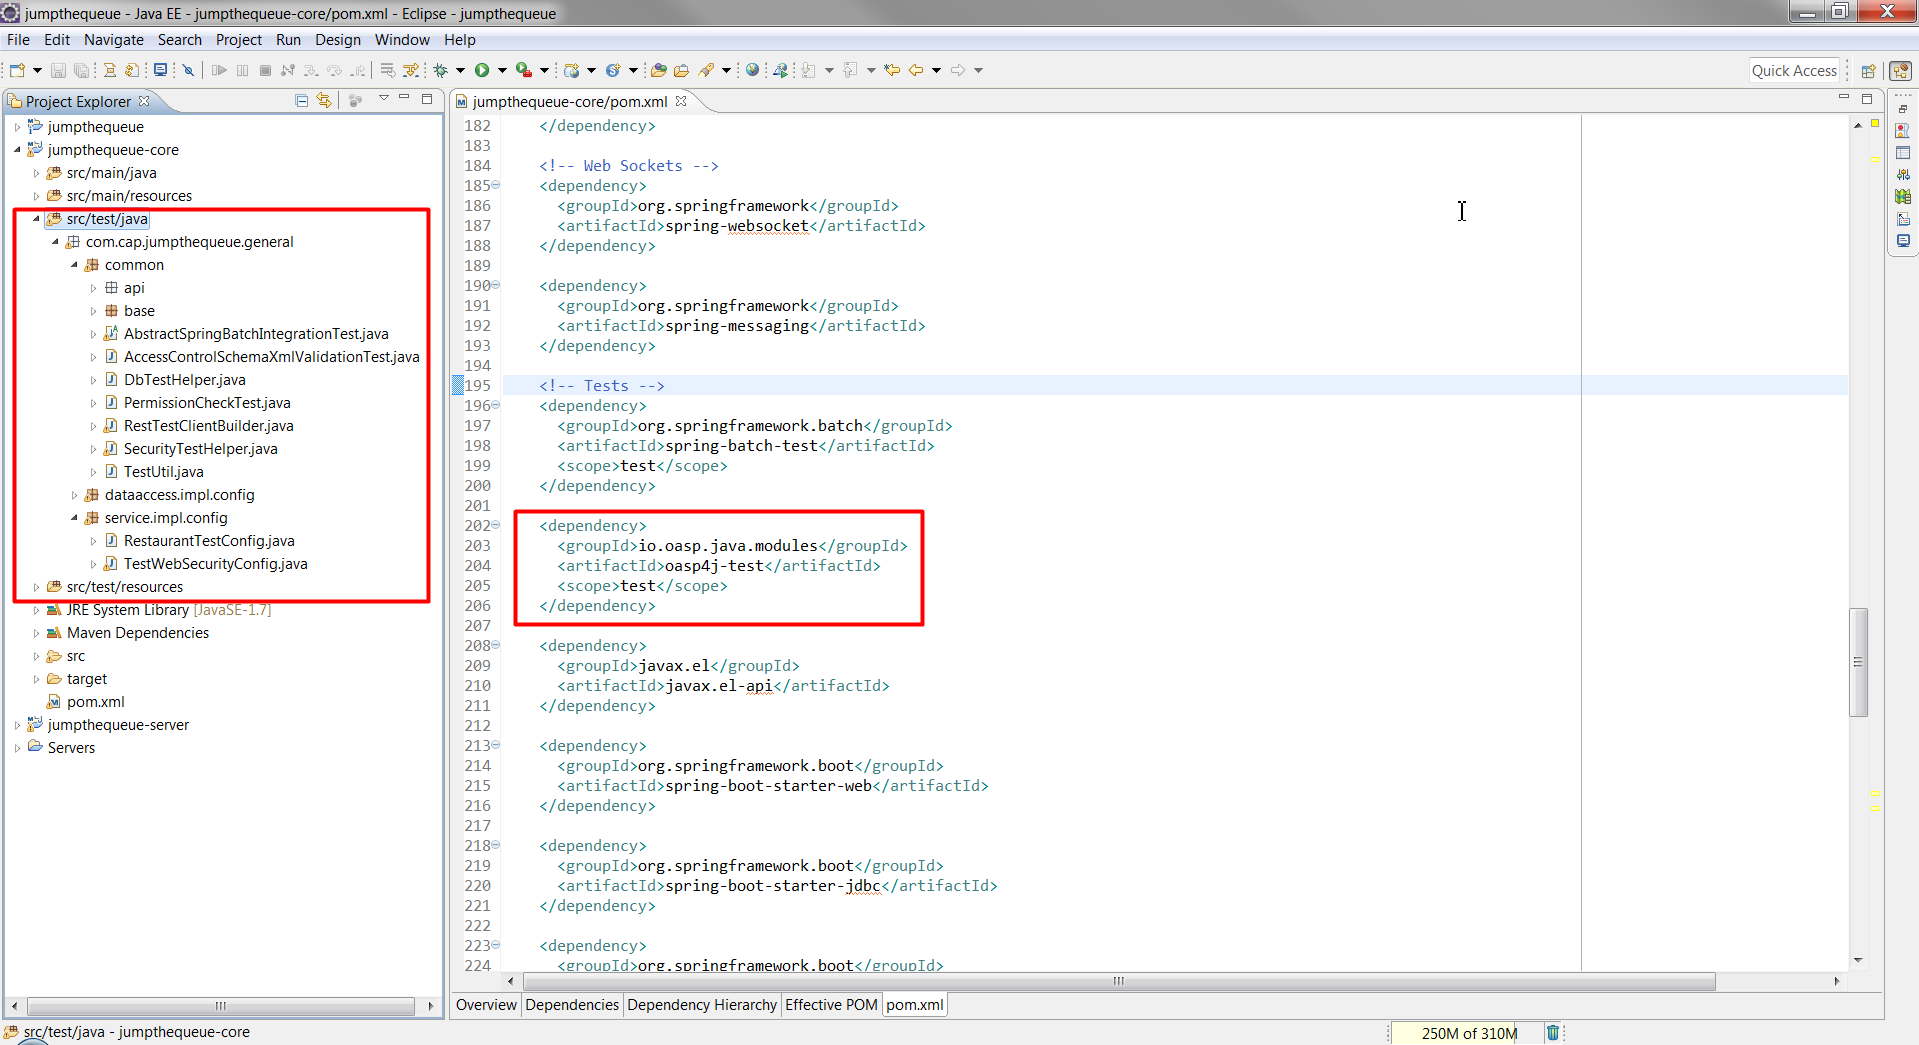 jumpthequeue - Java EE - jumpthequeue-core/pom.xml - Eclipse - jumpthequeue
File Edit Navigate Search Project Run Design Window Help
Quick Access
Project Explorer
jumpthequeue
jumpthequeue-core
src/main/java
src/main/resources
src/test/java
com.cap.jumpthequeue.general
common
api
base
AbstractSpringBatchIntegrationTest.java
AccessControlSchemaXmlValidationTest.java
DbTestHelper.java
PermissionCheckTest.java
RestTestClientBuilder.java
SecurityTestHelper.java
TestUtil.java
dataaccess.impl.config
service.impl.config
RestaurantTestConfig.java
TestWebSecurityConfig.java
src/test/resources
JRE System Library [JavaSE-1.7]
Maven Dependencies
src
target
pom.xml
jumpthequeue-server
Servers
jumpthequeue-core/pom.xml
182 </dependency>
183
184 <!-- Web Sockets -->
185 <dependency>
186 <groupId>org.springframework</groupId>
187 <artifactId>spring-websocket</artifactId>
188 </dependency>
189
190 <dependency>
191 <groupId>org.springframework</groupId>
192 <artifactId>spring-messaging</artifactId>
193 </dependency>
194
195 <!-- Tests -->
196 <dependency>
197 <groupId>org.springframework.batch</groupId>
198 <artifactId>spring-batch-test</artifactId>
199 <scope>test</scope>
200 </dependency>
201
202 <dependency>
203 <groupId>io.oasp.java.modules</groupId>
204 <artifactId>oasp4j-test</artifactId>
205 <scope>test</scope>
206 </dependency>
207
208 <dependency>
209 <groupId>javax.el</groupId>
210 <artifactId>javax.el-api</artifactId>
211 </dependency>
212
213 <dependency>
214 <groupId>org.springframework.boot</groupId>
215 <artifactId>spring-boot-starter-web</artifactId>
216 </dependency>
217
218 <dependency>
219 <groupId>org.springframework.boot</groupId>
220 <artifactId>spring-boot-starter-jdbc</artifactId>
221 </dependency>
222
223 <dependency>
224 <groupId>org.springframework.boot</groupId>
Overview Dependencies Dependency Hierarchy Effective POM pom.xml
src/test/java - jumpthequeue-core
250M of 310M